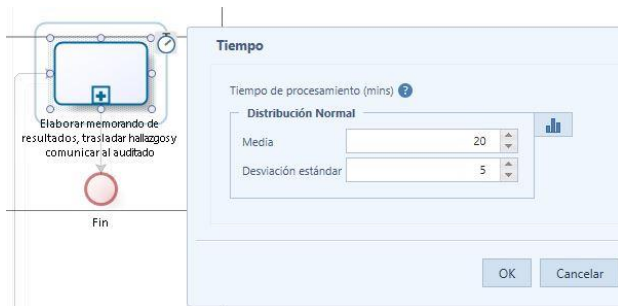 Tiempo
Tiempo de procesamiento (mins) ?
Distribución Normal
Media 20
Desviación estándar 5
OK Cancelar
Elaborar memorando de
resultados, trasladar hallazgos y
comunicar al auditado
Fin